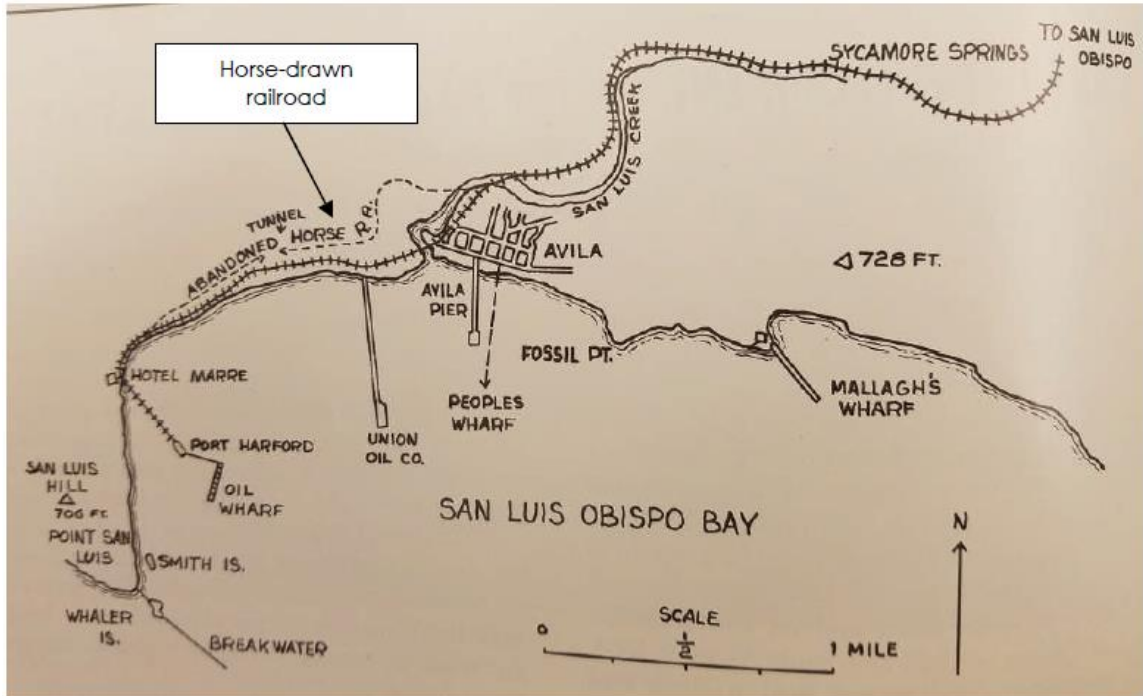 Horse-drawn
railroad
SYCAMORE SPRINGS
TO SAN LUIS
OBISPO
SAN LUIS CREEK
TUNNEL
ABANDONED HORSE R.R.
AVILA
728 FT.
AVILA
PIER
FOSSIL PT.
HOTEL MARRE
PEOPLES
WHARF
MALLAGH'S
WHARF
UNION
OIL CO.
PORT HARFORD
OIL
WHARF
SAN LUIS
HILL
706 FT.
POINT SAN
LUIS
SMITH IS.
WHALER
IS.
BREAKWATER
SAN LUIS OBISPO BAY
N
SCALE
0 1/2 1 MILE